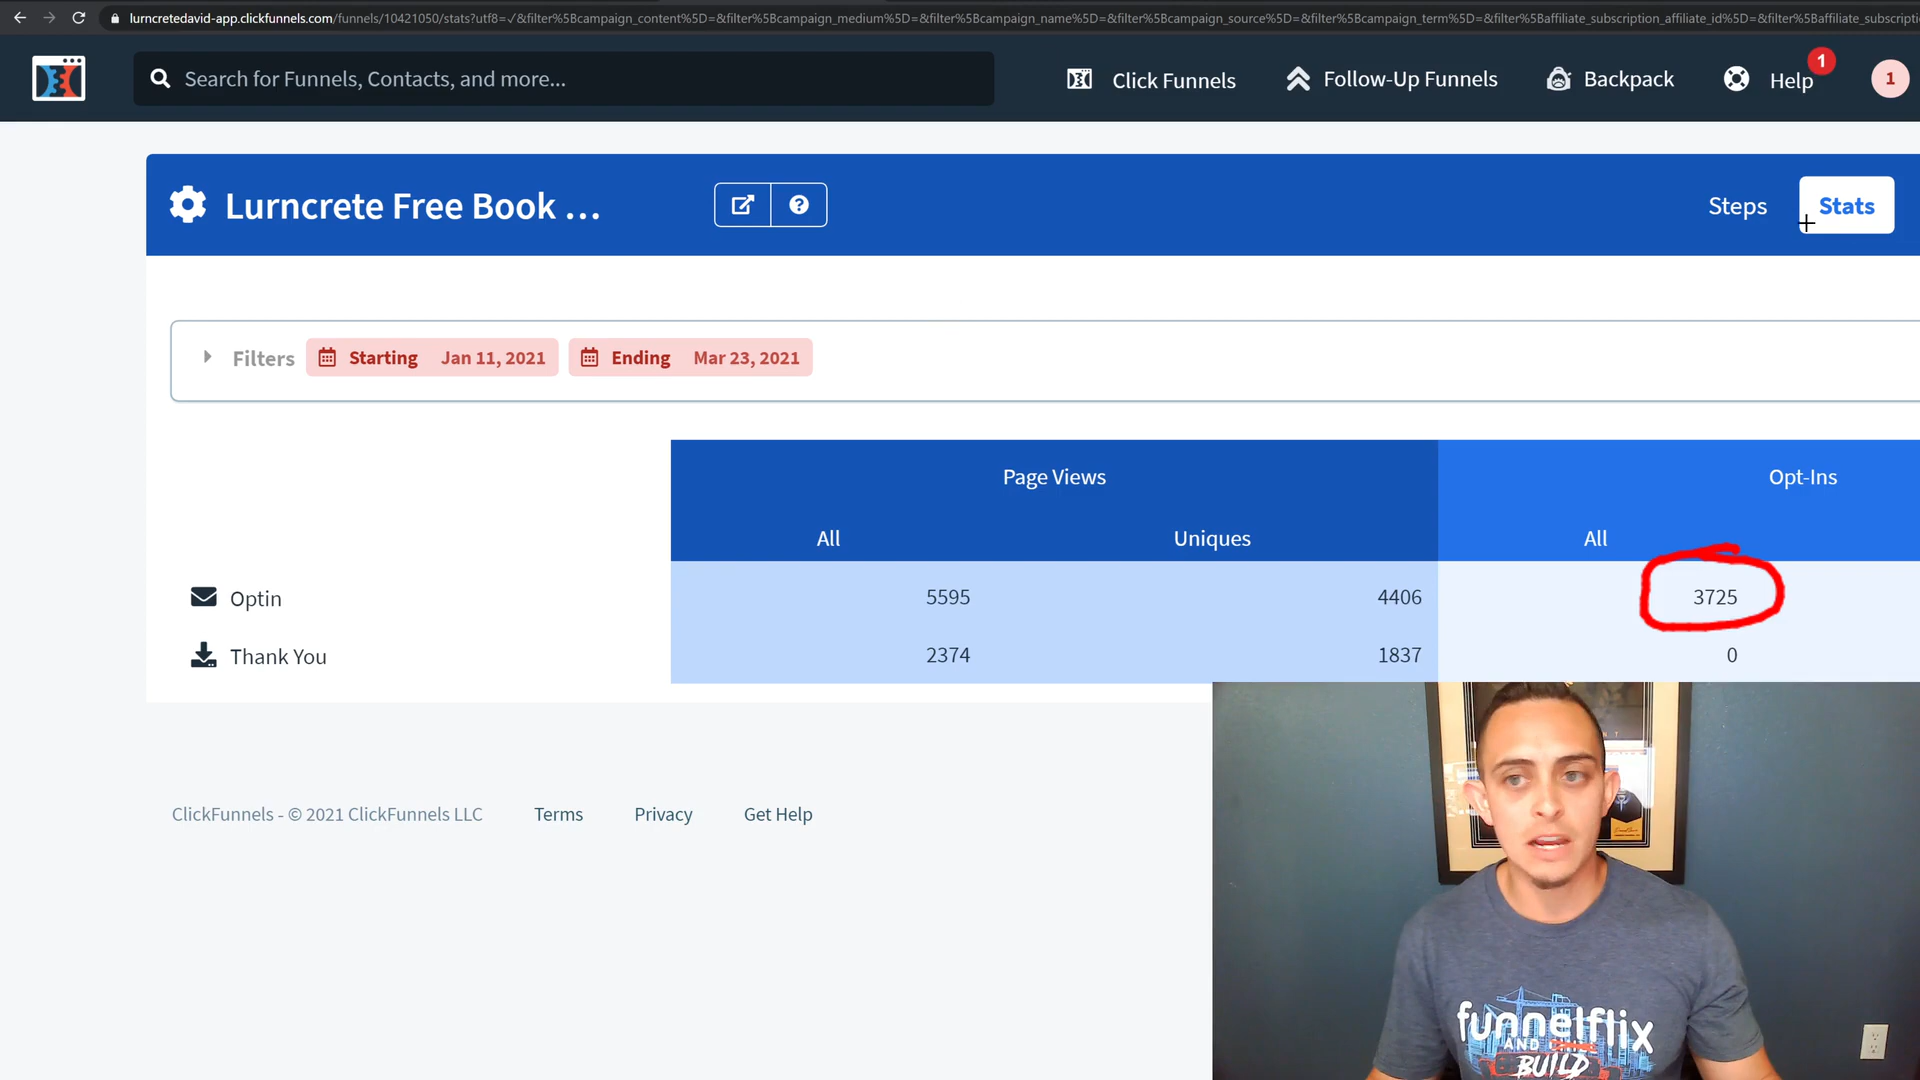 lurncretedavid-app.clickfunnels.com/funnels/10421050/stats?utf8=✓&filter%5Bcampaign_content%5D=&filter%5Bcampaign_medium%5D=&filter%5Bcampaign_name%5D=&filter%5Bcampaign_source%5D=&filter%5Bcampaign_term%5D=&filter%5Baffiliate_subscription_affiliate_id%5D=&filter%5Baffiliate_subscripti
Search for Funnels, Contacts, and more...
Click Funnels
Follow-Up Funnels
Backpack
Help
1
1
Lurncrete Free Book ...
Steps
Stats
Filters
Starting Jan 11, 2021
Ending Mar 23, 2021
Page Views
Opt-Ins
All
Uniques
All
Optin
5595
4406
3725
Thank You
2374
1837
0
ClickFunnels - © 2021 ClickFunnels LLC
Terms
Privacy
Get Help
funnelflix
AND
BUILD